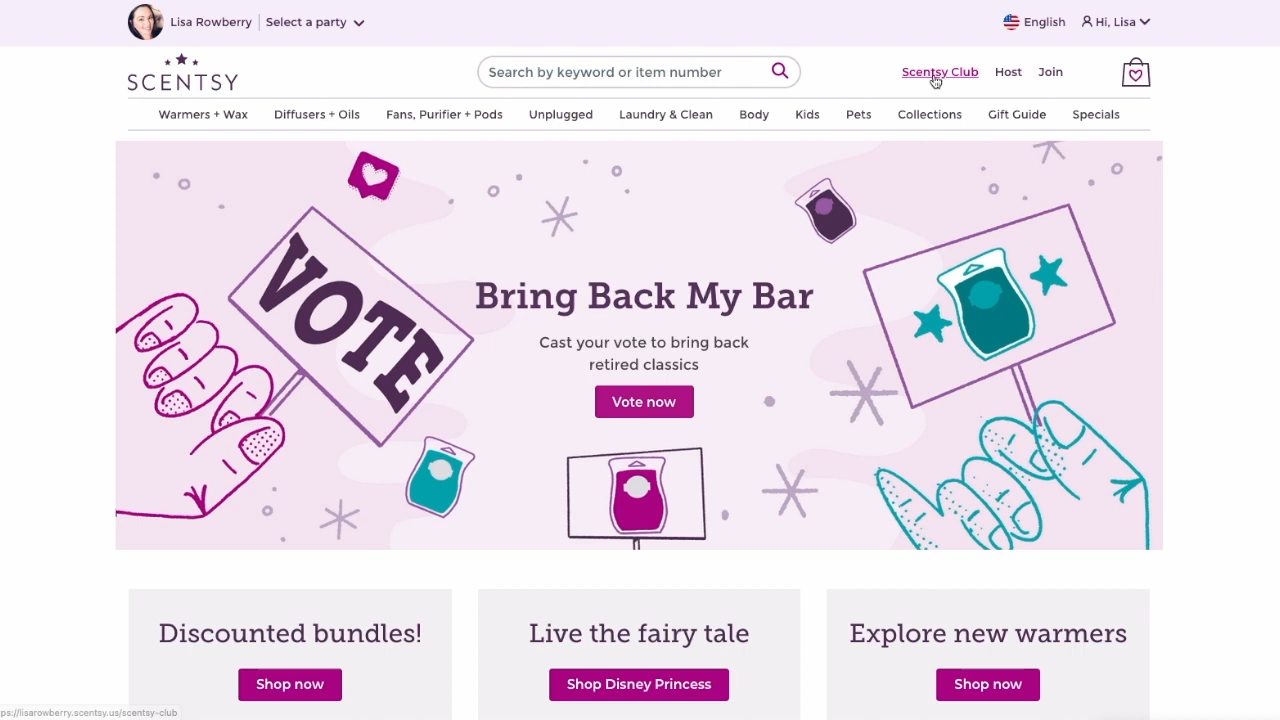 Lisa Rowberry
Select a party
English
Hi, Lisa
SCENTSY
Search by keyword or item number
Scentsy Club
Host
Join
Warmers + Wax
Diffusers + Oils
Fans, Purifier + Pods
Unplugged
Laundry & Clean
Body
Kids
Pets
Collections
Gift Guide
Specials
VOTE
Bring Back My Bar
Cast your vote to bring back
retired classics
Vote now
Discounted bundles!
Live the fairy tale
Explore new warmers
Shop now
Shop Disney Princess
Shop now
ps://lisarowberry.scentsy.us/scentsy-club